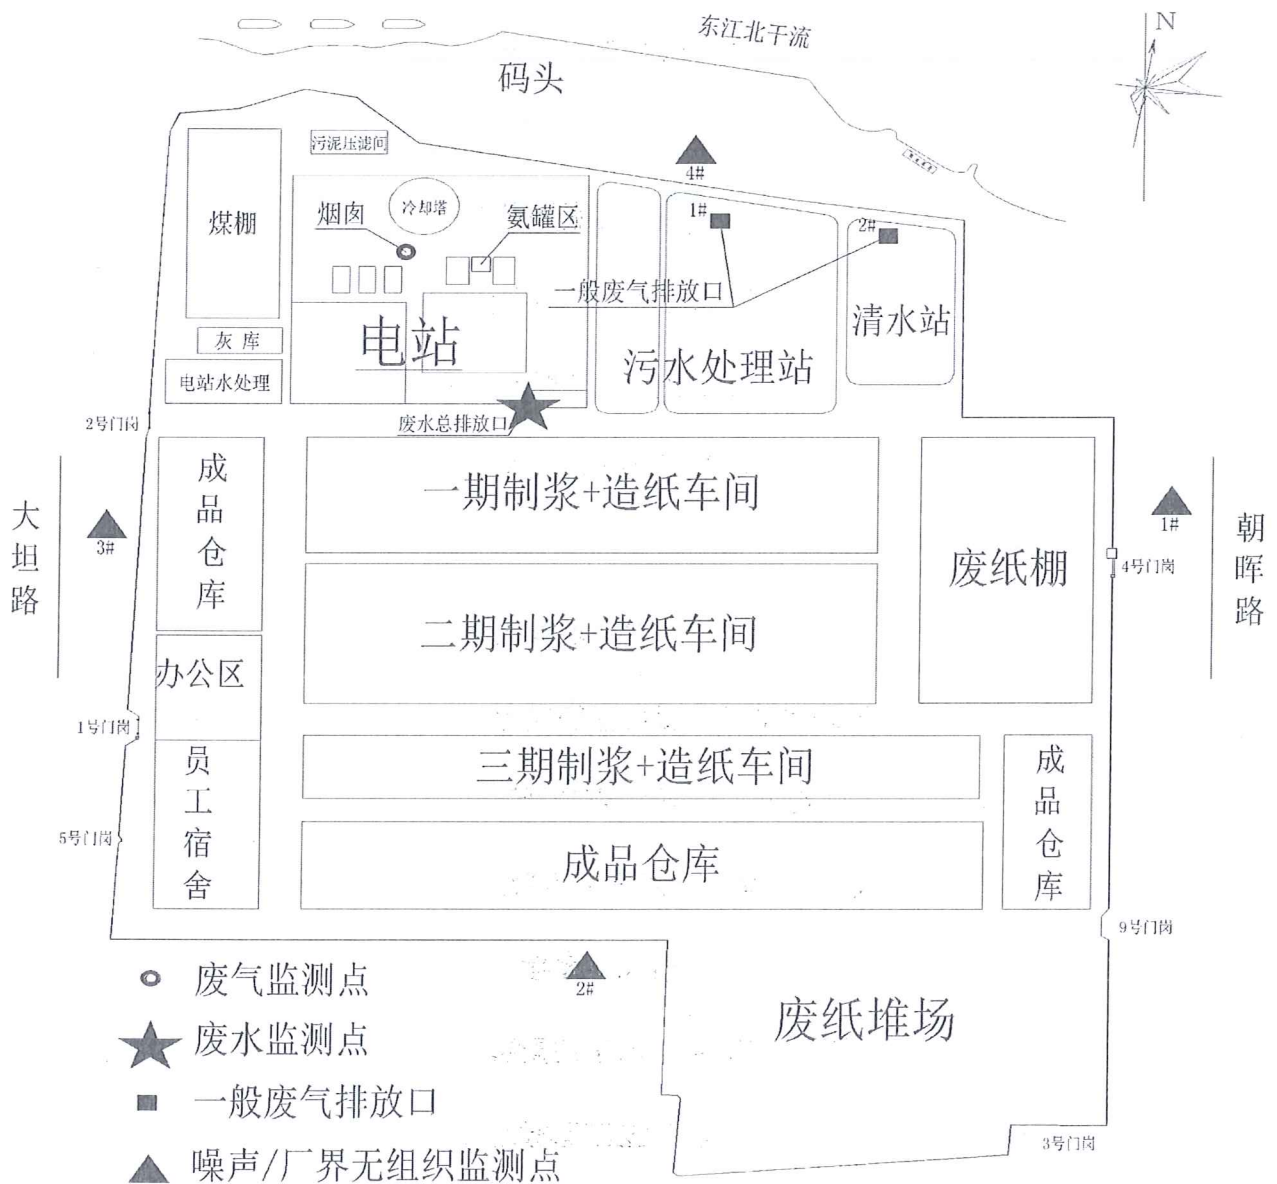 东江北干流
N
码头
污泥压滤间
4#
煤棚
烟囱
冷却塔
氨罐区
1#
2#
一般废气排放口
清水站
灰库
电站
污水处理站
电站水处理
废水总排放口
2号门岗
成品仓库
一期制浆+造纸车间
大坦路
3#
1#
朝晖路
废纸棚
4号门岗
二期制浆+造纸车间
办公区
1号门岗
员工宿舍
三期制浆+造纸车间
成品仓库
5号门岗
成品仓库
9号门岗
2#
废气监测点
废水监测点
废纸堆场
一般废气排放口
3号门岗
噪声/厂界无组织监测点